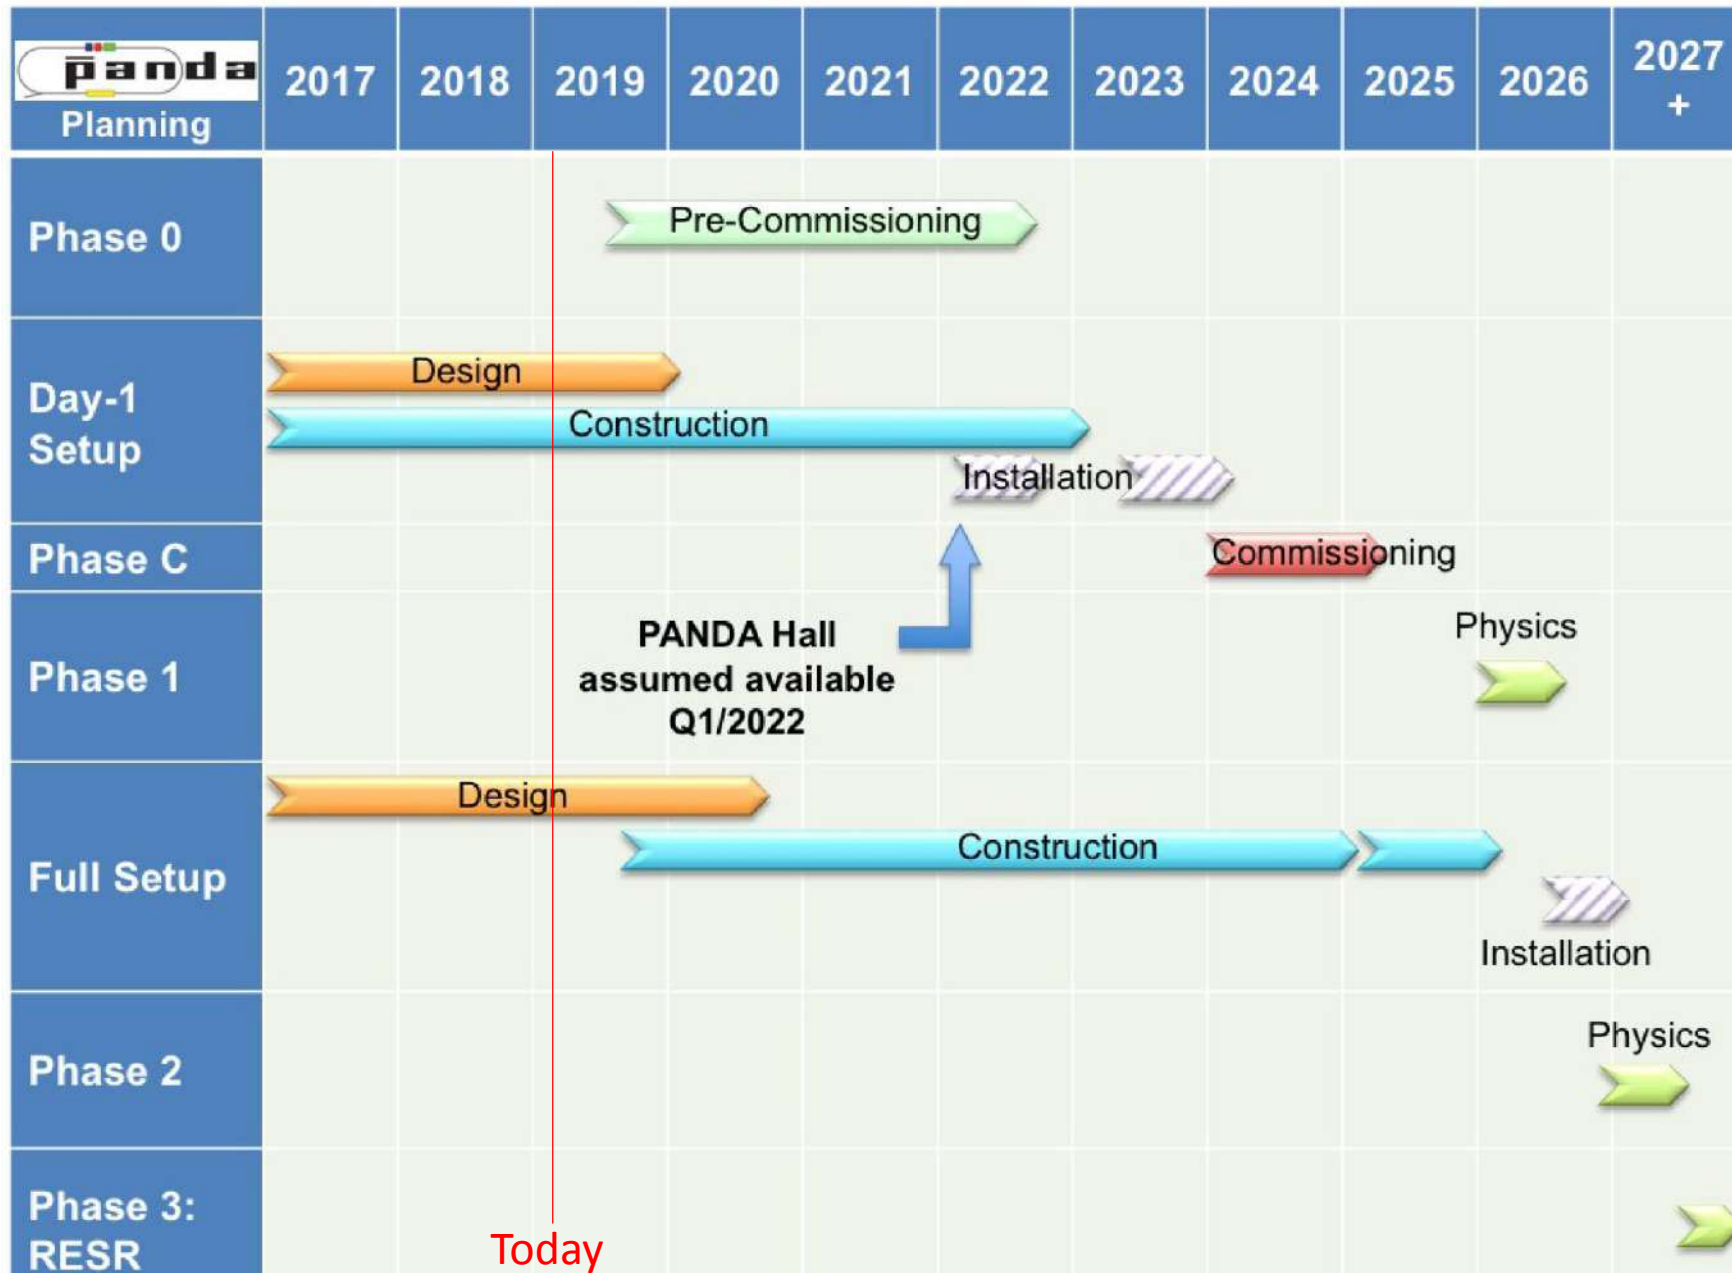 panda
Planning
2017 2018 2019 2020 2021 2022 2023 2024 2025 2026 2027
+
Phase 0
Pre-Commissioning
Day-1
Setup
Design
Construction
Installation
Phase C
Commissioning
Phase 1
PANDA Hall
assumed available
Q1/2022
Physics
Full Setup
Design
Construction
Installation
Phase 2
Physics
Phase 3:
RESR
Today